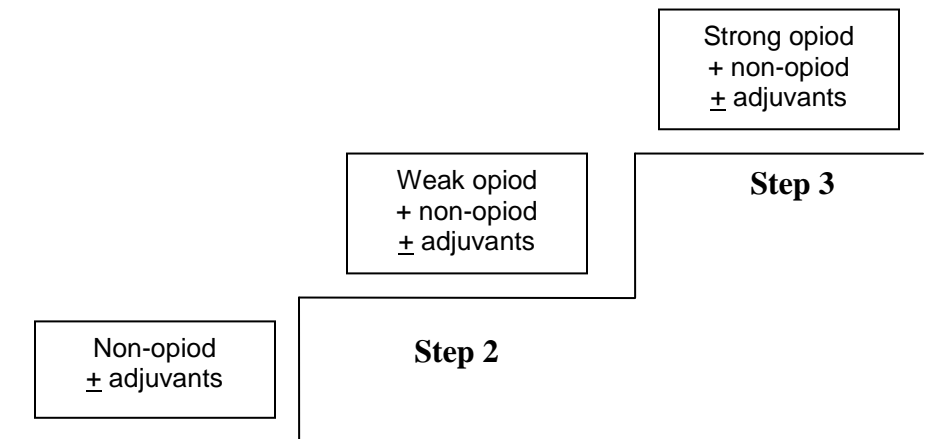 Strong opiod
+ non-opiod
± adjuvants
Step 3
Weak opiod
+ non-opiod
± adjuvants
Step 2
Non-opiod
± adjuvants